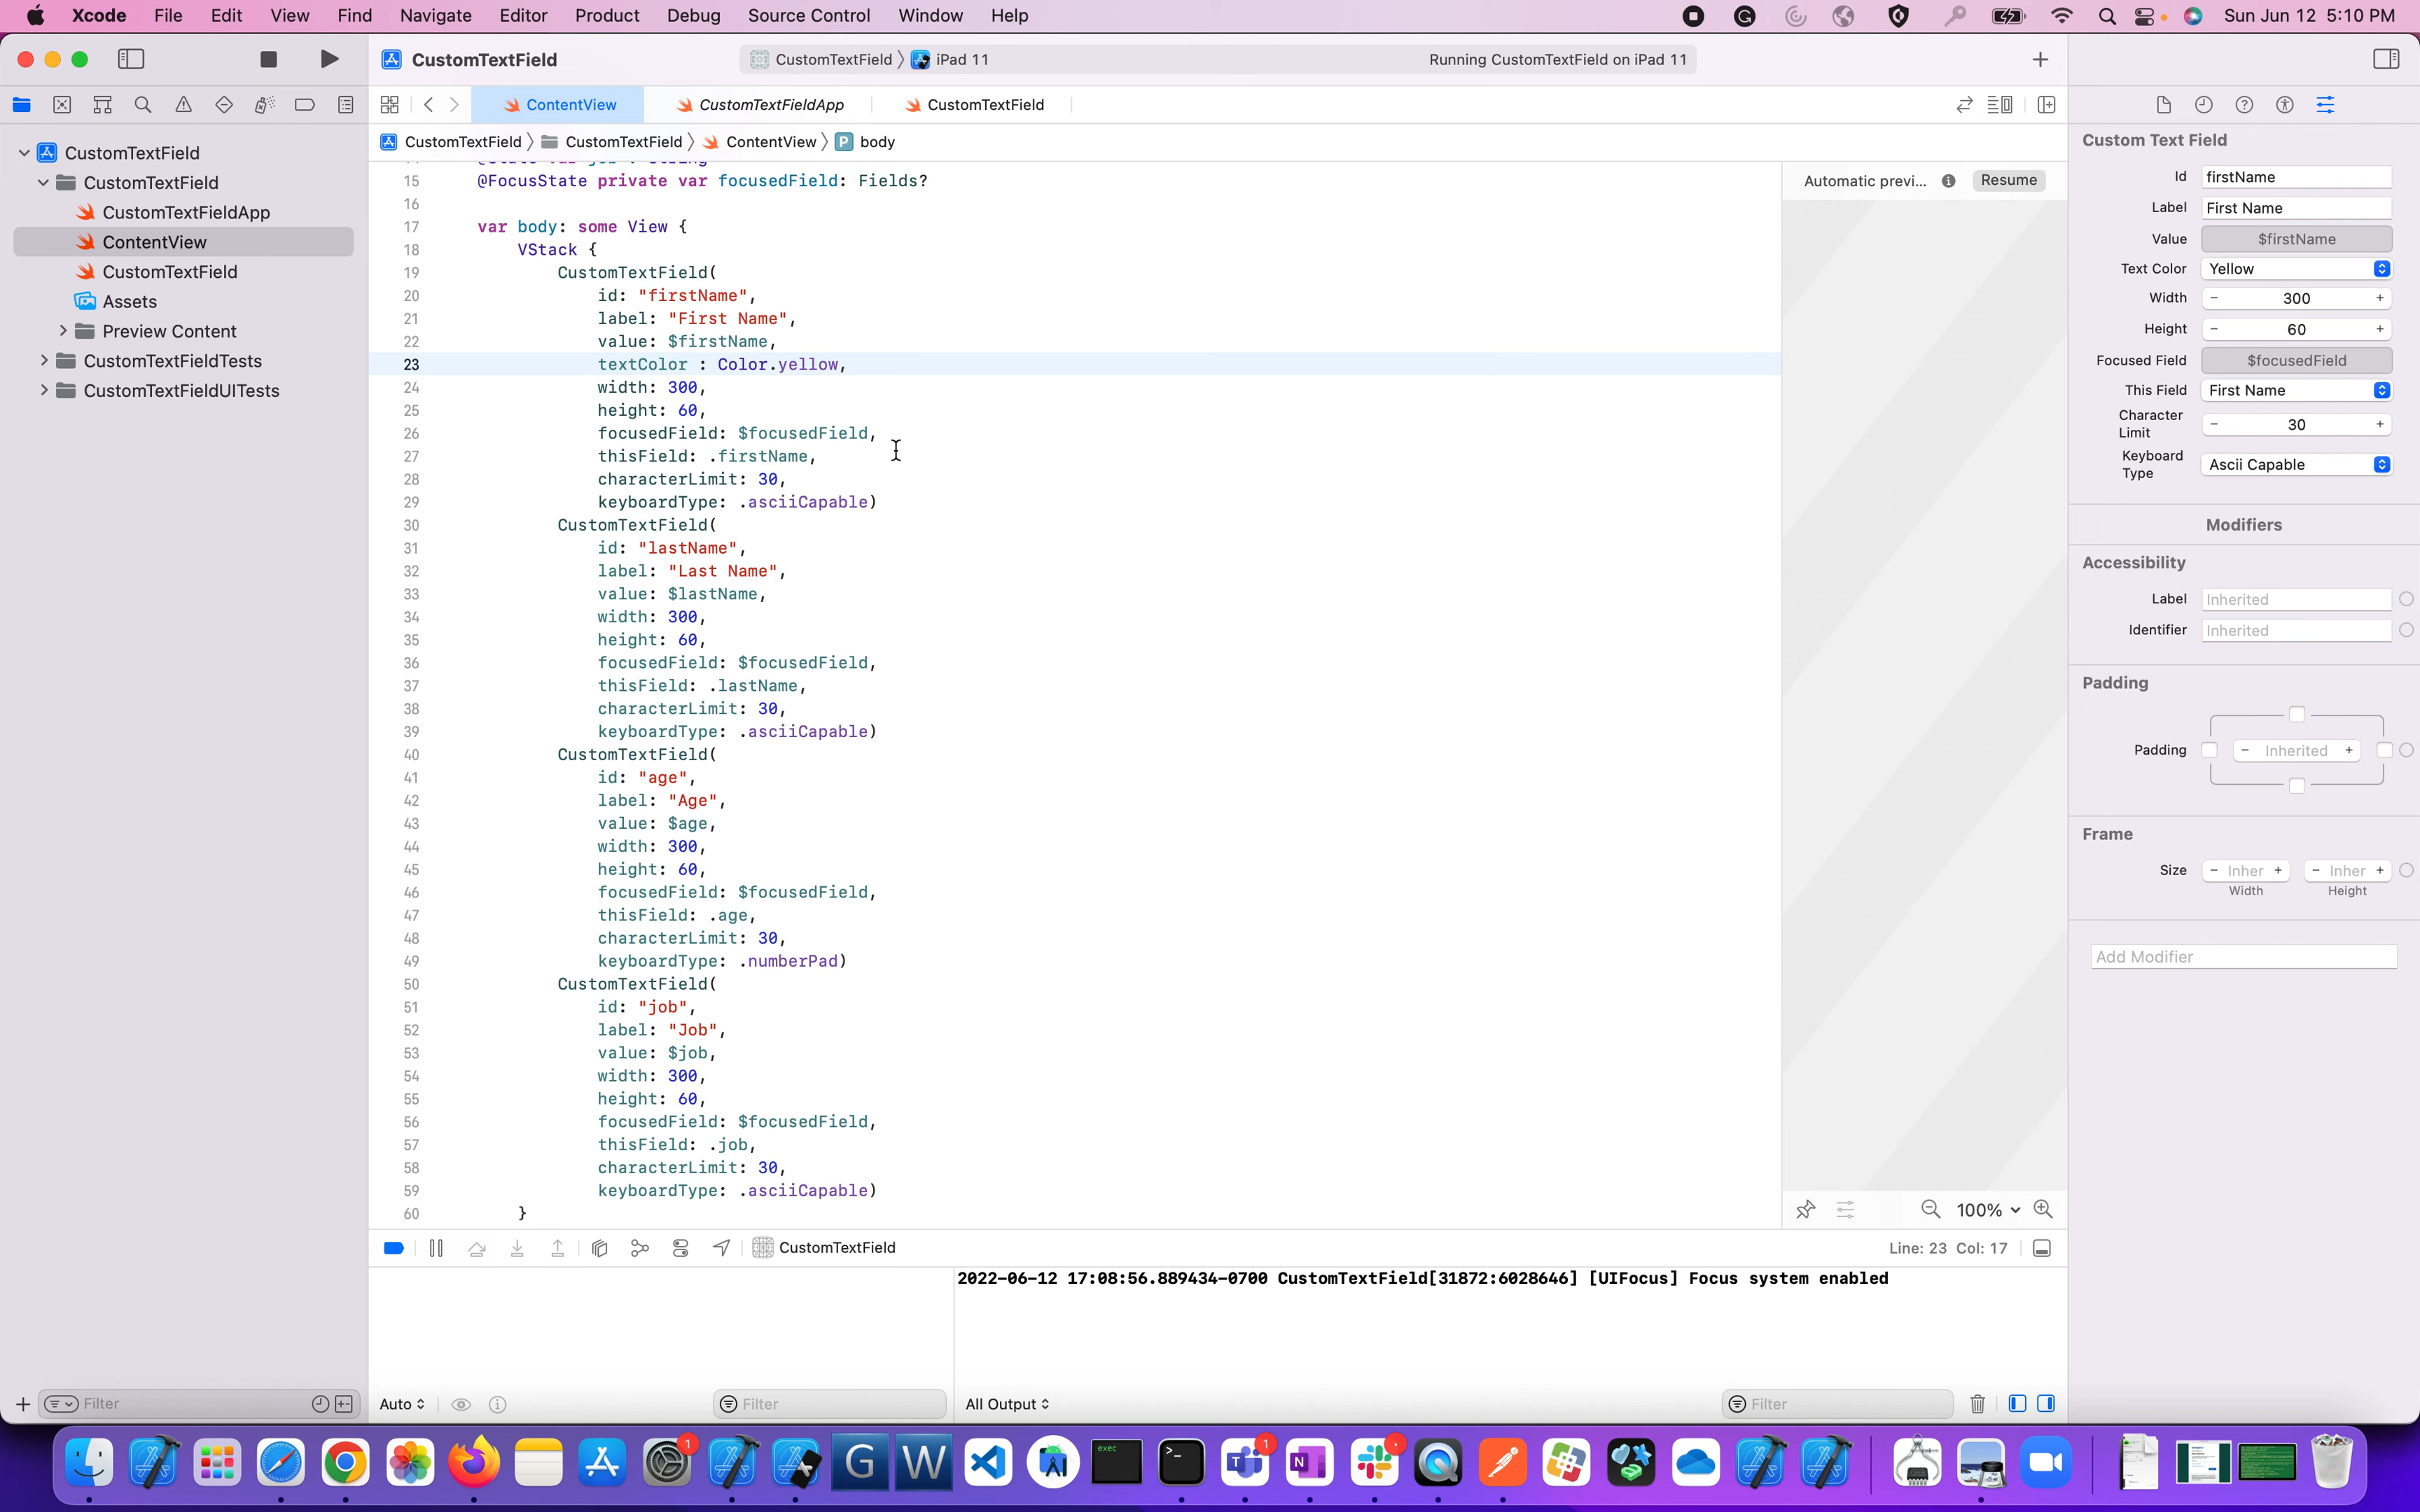 Xcode File Edit View Find Navigate Editor Product Debug Source Control Window Help
Sun Jun 12 5:10 PM
CustomTextField
CustomTextField 〉 iPad 11
Running CustomTextField on iPad 11
ContentView
CustomTextFieldApp
CustomTextField
CustomTextField 〉 CustomTextField 〉 ContentView 〉 P body
CustomTextField
CustomTextField
CustomTextFieldApp
ContentView
CustomTextField
Assets
Preview Content
CustomTextFieldTests
CustomTextFieldUITests
15 @FocusState private var focusedField: Fields?
16
17 var body: some View {
18 VStack {
19 CustomTextField(
20 id: "firstName",
21 label: "First Name",
22 value: $firstName,
23 textColor : Color.yellow,
24 width: 300,
25 height: 60,
26 focusedField: $focusedField,
27 thisField: .firstName,
28 characterLimit: 30,
29 keyboardType: .asciiCapable)
30 CustomTextField(
31 id: "lastName",
32 label: "Last Name",
33 value: $lastName,
34 width: 300,
35 height: 60,
36 focusedField: $focusedField,
37 thisField: .lastName,
38 characterLimit: 30,
39 keyboardType: .asciiCapable)
40 CustomTextField(
41 id: "age",
42 label: "Age",
43 value: $age,
44 width: 300,
45 height: 60,
46 focusedField: $focusedField,
47 thisField: .age,
48 characterLimit: 30,
49 keyboardType: .numberPad)
50 CustomTextField(
51 id: "job",
52 label: "Job",
53 value: $job,
54 width: 300,
55 height: 60,
56 focusedField: $focusedField,
57 thisField: .job,
58 characterLimit: 30,
59 keyboardType: .asciiCapable)
60 }
Automatic previ... Resume
100%
Custom Text Field
Id firstName
Label First Name
Value $firstName
Text Color Yellow
Width − 300 +
Height − 60 +
Focused Field $focusedField
This Field First Name
Character
Limit − 30 +
Keyboard
Type Ascii Capable
Modifiers
Accessibility
Label Inherited
Identifier Inherited
Padding
Padding − Inherited +
Frame
Size − Inher + − Inher +
Width Height
Add Modifier
CustomTextField
Line: 23 Col: 17
2022-06-12 17:08:56.889434-0700 CustomTextField[31872:6028646] [UIFocus] Focus system enabled
Filter
Auto
Filter
All Output
Filter
1
G
W
exec
>_
T
1
N